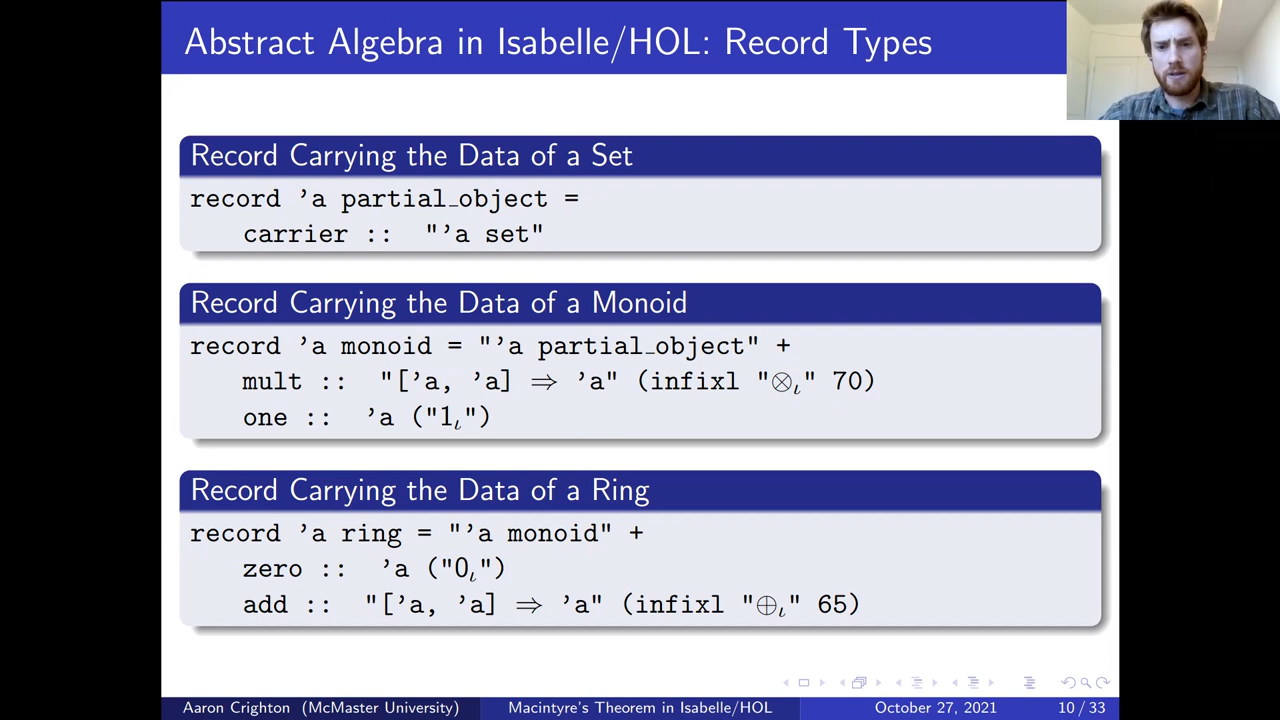 Abstract Algebra in Isabelle/HOL: Record Types
Record Carrying the Data of a Set
record ’a partial_object =
carrier :: "’a set"
Record Carrying the Data of a Monoid
record ’a monoid = "’a partial_object" +
mult :: "[’a, ’a] ⇒ ’a" (infixl "⊗ι" 70)
one :: ’a ("1ι")
Record Carrying the Data of a Ring
record ’a ring = "’a monoid" +
zero :: ’a ("0ι")
add :: "[’a, ’a] ⇒ ’a" (infixl "⊕ι" 65)
Aaron Crighton (McMaster University) Macintyre's Theorem in Isabelle/HOL October 27, 2021 10 / 33